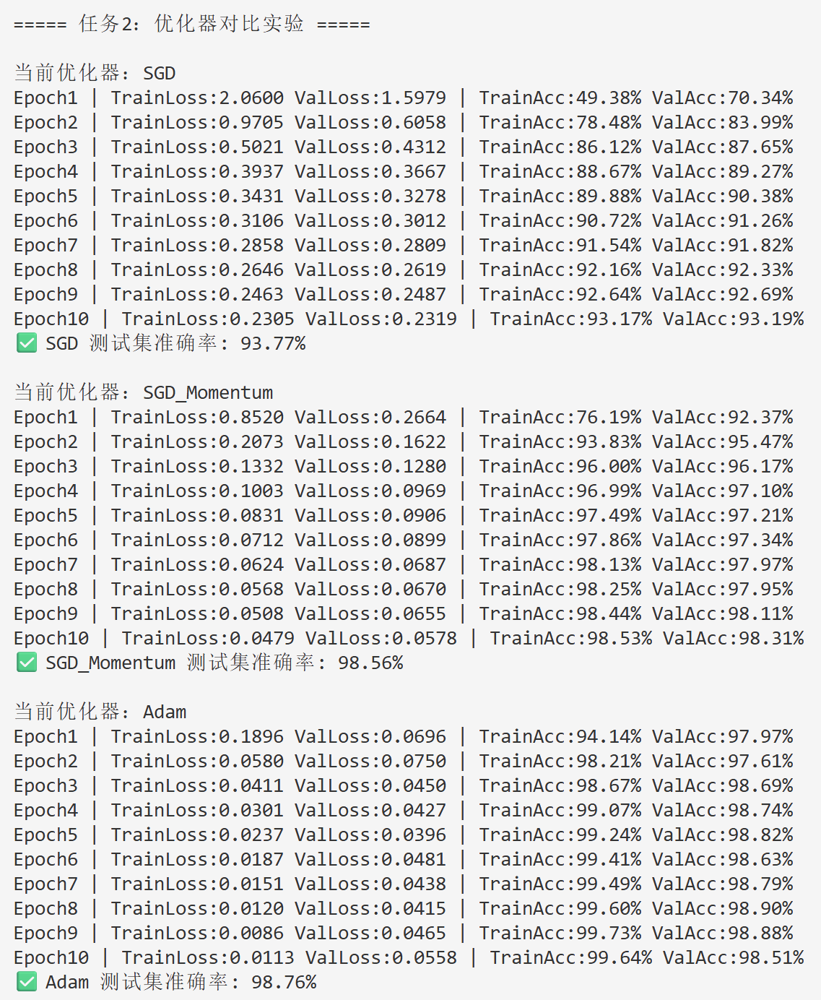 ===== 任务2：优化器对比实验 =====
当前优化器：SGD
Epoch1 | TrainLoss:2.0600 ValLoss:1.5979 | TrainAcc:49.38% ValAcc:70.34%
Epoch2 | TrainLoss:0.9705 ValLoss:0.6058 | TrainAcc:78.48% ValAcc:83.99%
Epoch3 | TrainLoss:0.5021 ValLoss:0.4312 | TrainAcc:86.12% ValAcc:87.65%
Epoch4 | TrainLoss:0.3937 ValLoss:0.3667 | TrainAcc:88.67% ValAcc:89.27%
Epoch5 | TrainLoss:0.3431 ValLoss:0.3278 | TrainAcc:89.88% ValAcc:90.38%
Epoch6 | TrainLoss:0.3106 ValLoss:0.3012 | TrainAcc:90.72% ValAcc:91.26%
Epoch7 | TrainLoss:0.2858 ValLoss:0.2809 | TrainAcc:91.54% ValAcc:91.82%
Epoch8 | TrainLoss:0.2646 ValLoss:0.2619 | TrainAcc:92.16% ValAcc:92.33%
Epoch9 | TrainLoss:0.2463 ValLoss:0.2487 | TrainAcc:92.64% ValAcc:92.69%
Epoch10 | TrainLoss:0.2305 ValLoss:0.2319 | TrainAcc:93.17% ValAcc:93.19%
✅ SGD 测试集准确率: 93.77%
当前优化器：SGD_Momentum
Epoch1 | TrainLoss:0.8520 ValLoss:0.2664 | TrainAcc:76.19% ValAcc:92.37%
Epoch2 | TrainLoss:0.2073 ValLoss:0.1622 | TrainAcc:93.83% ValAcc:95.47%
Epoch3 | TrainLoss:0.1332 ValLoss:0.1280 | TrainAcc:96.00% ValAcc:96.17%
Epoch4 | TrainLoss:0.1003 ValLoss:0.0969 | TrainAcc:96.99% ValAcc:97.10%
Epoch5 | TrainLoss:0.0831 ValLoss:0.0906 | TrainAcc:97.49% ValAcc:97.21%
Epoch6 | TrainLoss:0.0712 ValLoss:0.0899 | TrainAcc:97.86% ValAcc:97.34%
Epoch7 | TrainLoss:0.0624 ValLoss:0.0687 | TrainAcc:98.13% ValAcc:97.97%
Epoch8 | TrainLoss:0.0568 ValLoss:0.0670 | TrainAcc:98.25% ValAcc:97.95%
Epoch9 | TrainLoss:0.0508 ValLoss:0.0655 | TrainAcc:98.44% ValAcc:98.11%
Epoch10 | TrainLoss:0.0479 ValLoss:0.0578 | TrainAcc:98.53% ValAcc:98.31%
✅ SGD_Momentum 测试集准确率: 98.56%
当前优化器：Adam
Epoch1 | TrainLoss:0.1896 ValLoss:0.0696 | TrainAcc:94.14% ValAcc:97.97%
Epoch2 | TrainLoss:0.0580 ValLoss:0.0750 | TrainAcc:98.21% ValAcc:97.61%
Epoch3 | TrainLoss:0.0411 ValLoss:0.0450 | TrainAcc:98.67% ValAcc:98.69%
Epoch4 | TrainLoss:0.0301 ValLoss:0.0427 | TrainAcc:99.07% ValAcc:98.74%
Epoch5 | TrainLoss:0.0237 ValLoss:0.0396 | TrainAcc:99.24% ValAcc:98.82%
Epoch6 | TrainLoss:0.0187 ValLoss:0.0481 | TrainAcc:99.41% ValAcc:98.63%
Epoch7 | TrainLoss:0.0151 ValLoss:0.0438 | TrainAcc:99.49% ValAcc:98.79%
Epoch8 | TrainLoss:0.0120 ValLoss:0.0415 | TrainAcc:99.60% ValAcc:98.90%
Epoch9 | TrainLoss:0.0086 ValLoss:0.0465 | TrainAcc:99.73% ValAcc:98.88%
Epoch10 | TrainLoss:0.0113 ValLoss:0.0558 | TrainAcc:99.64% ValAcc:98.51%
✅ Adam 测试集准确率: 98.76%